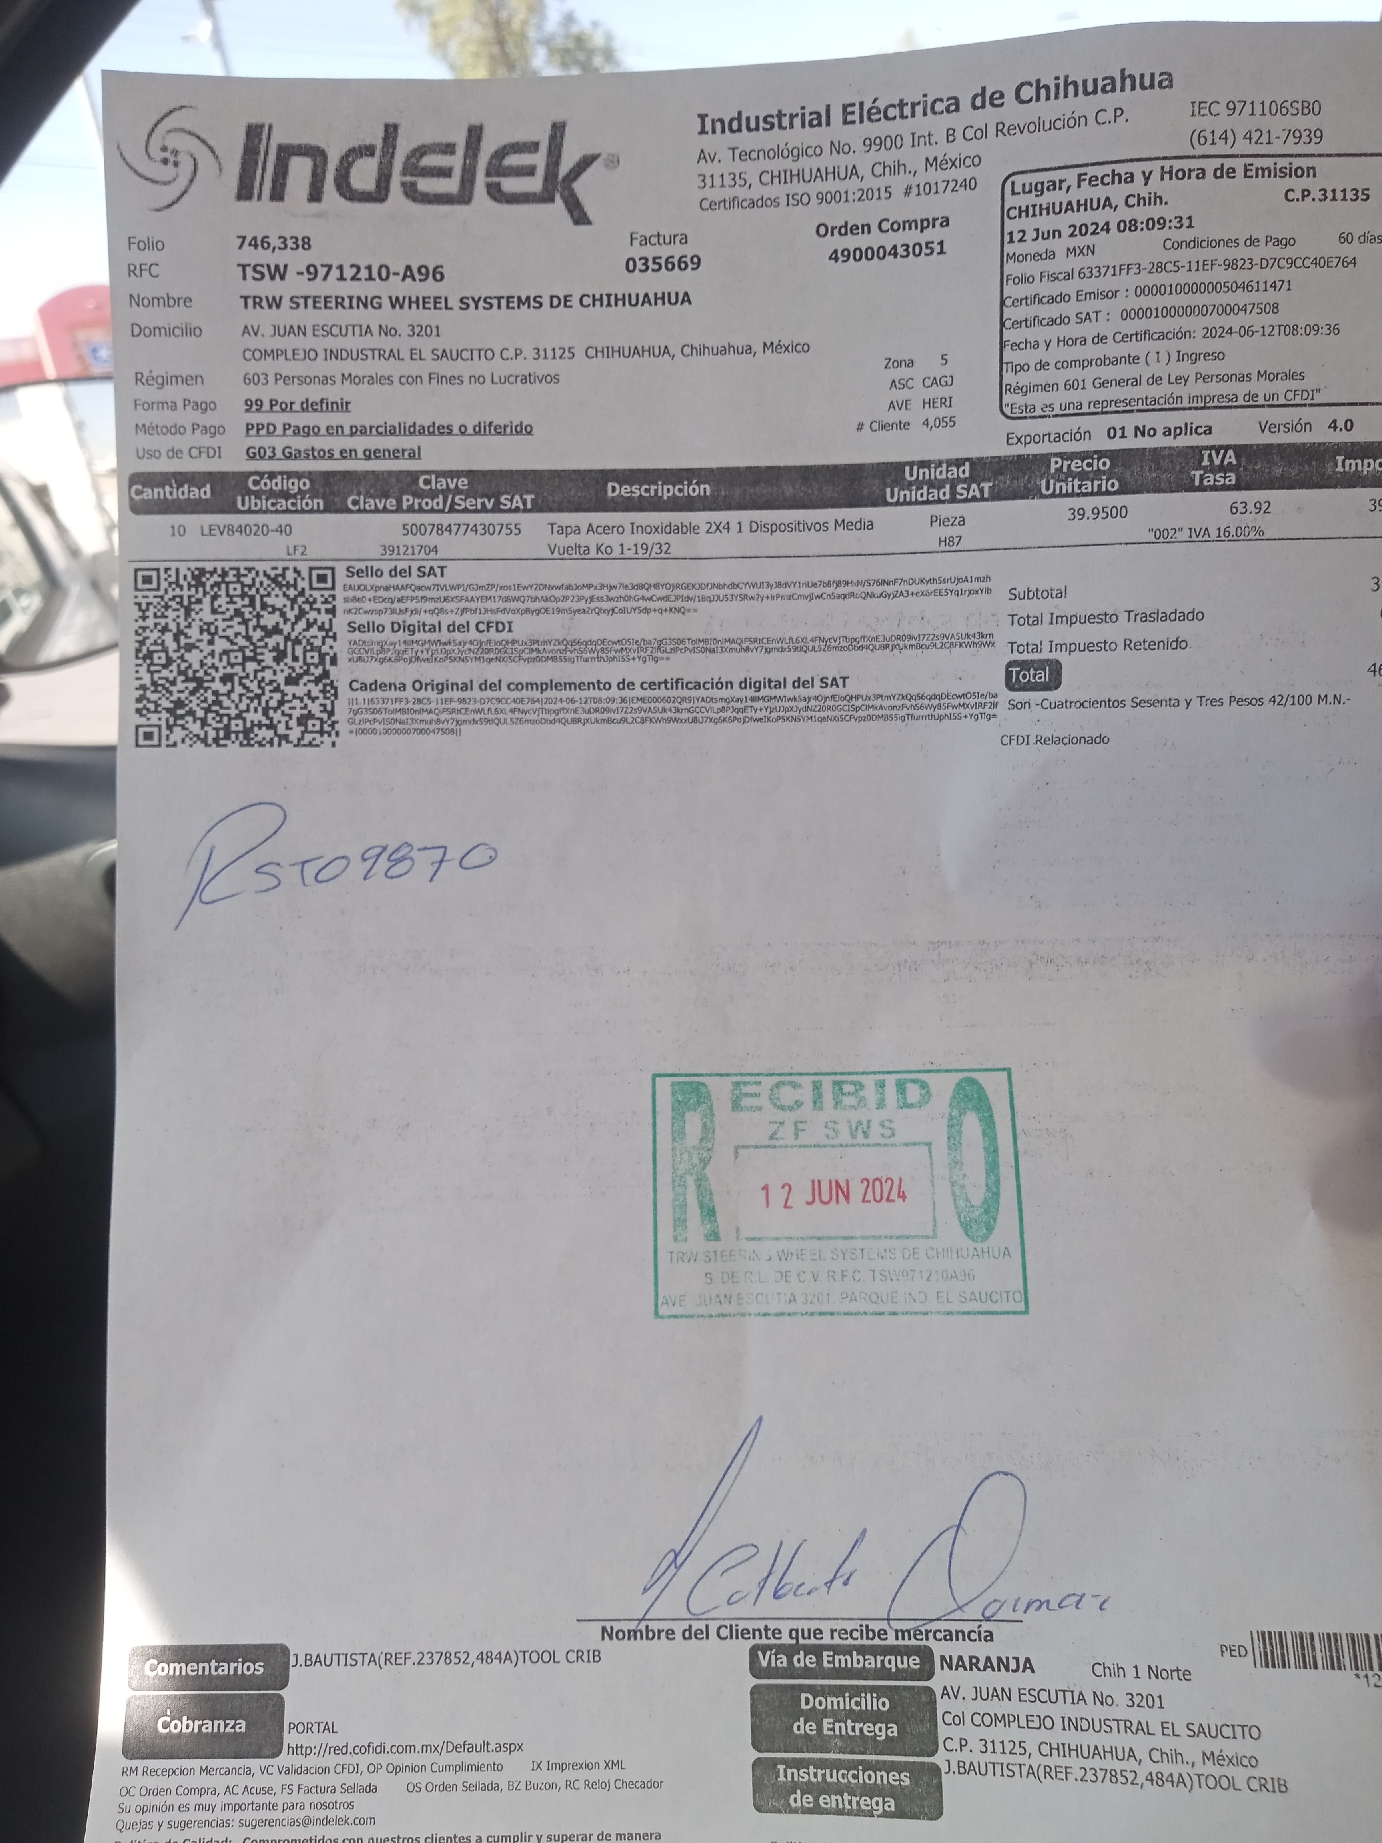 Indelek®
Industrial Eléctrica de Chihuahua
Av. Tecnológico No. 9900 Int. B Col Revolución C.P.
31135, CHIHUAHUA, Chih., México
Certificados ISO 9001:2015 #1017240
IEC 971106SB0
(614) 421-7939
Lugar, Fecha y Hora de Emision
CHIHUAHUA, Chih. C.P.31135
12 Jun 2024 08:09:31
Moneda MXN Condiciones de Pago 60 días
Folio Fiscal 63371FF3-28C5-11EF-9823-D7C9CC40E764
Certificado Emisor : 00001000000504611471
Certificado SAT : 00001000000700047508
Fecha y Hora de Certificación: 2024-06-12T08:09:36
Tipo de comprobante ( I ) Ingreso
Régimen 601 General de Ley Personas Morales
"Esta es una representación impresa de un CFDI"
Exportación 01 No aplica Versión 4.0
Folio 746,338
Factura
035669
Orden Compra
4900043051
RFC TSW -971210-A96
Nombre TRW STEERING WHEEL SYSTEMS DE CHIHUAHUA
Domicilio AV. JUAN ESCUTIA No. 3201
COMPLEJO INDUSTRAL EL SAUCITO C.P. 31125 CHIHUAHUA, Chihuahua, México
Régimen 603 Personas Morales con Fines no Lucrativos
Forma Pago 99 Por definir
Método Pago PPD Pago en parcialidades o diferido
Uso de CFDI G03 Gastos en general
Zona 5
ASC CAGJ
AVE HERI
# Cliente 4,055
Cantidad Código Ubicación Clave Clave Prod/Serv SAT Descripción Unidad Unidad SAT Precio Unitario IVA Tasa
10 LEV84020-40 50078477430755 Tapa Acero Inoxidable 2X4 1 Dispositivos Media Pieza 39.9500 63.92
LF2 39121704 Vuelta Ko 1-19/32 H87 "002" IVA 16.00%
Sello del SAT
Sello Digital del CFDI
Cadena Original del complemento de certificación digital del SAT
Subtotal
Total Impuesto Trasladado
Total Impuesto Retenido
Total
Son -Cuatrocientos Sesenta y Tres Pesos 42/100 M.N.-
CFDI Relacionado
RST09870
RECIBIDO
ZF SWS
12 JUN 2024
TRW STEERING WHEEL SYSTEMS DE CHIHUAHUA
S. DE R.L. DE C.V. R.F.C. TSW971210A96
AVE JUAN ESCUTIA 3201, PARQUE IND. EL SAUCITO
Nombre del Cliente que recibe mercancía
Comentarios J.BAUTISTA(REF.237852,484A)TOOL CRIB
Cobranza PORTAL
http://red.cofidi.com.mx/Default.aspx
RM Recepcion Mercancia, VC Validacion CFDI, OP Opinion Cumplimiento IX Imprexion XML
OC Orden Compra, AC Acuse, FS Factura Sellada OS Orden Sellada, BZ Buzon, RC Reloj Checador
Su opinión es muy importante para nosotros
Quejas y sugerencias: sugerencias@indelek.com
Vía de Embarque NARANJA Chih 1 Norte
PED
Domicilio de Entrega AV. JUAN ESCUTIA No. 3201
Col COMPLEJO INDUSTRAL EL SAUCITO
C.P. 31125, CHIHUAHUA, Chih., México
Instrucciones de entrega J.BAUTISTA(REF.237852,484A)TOOL CRIB